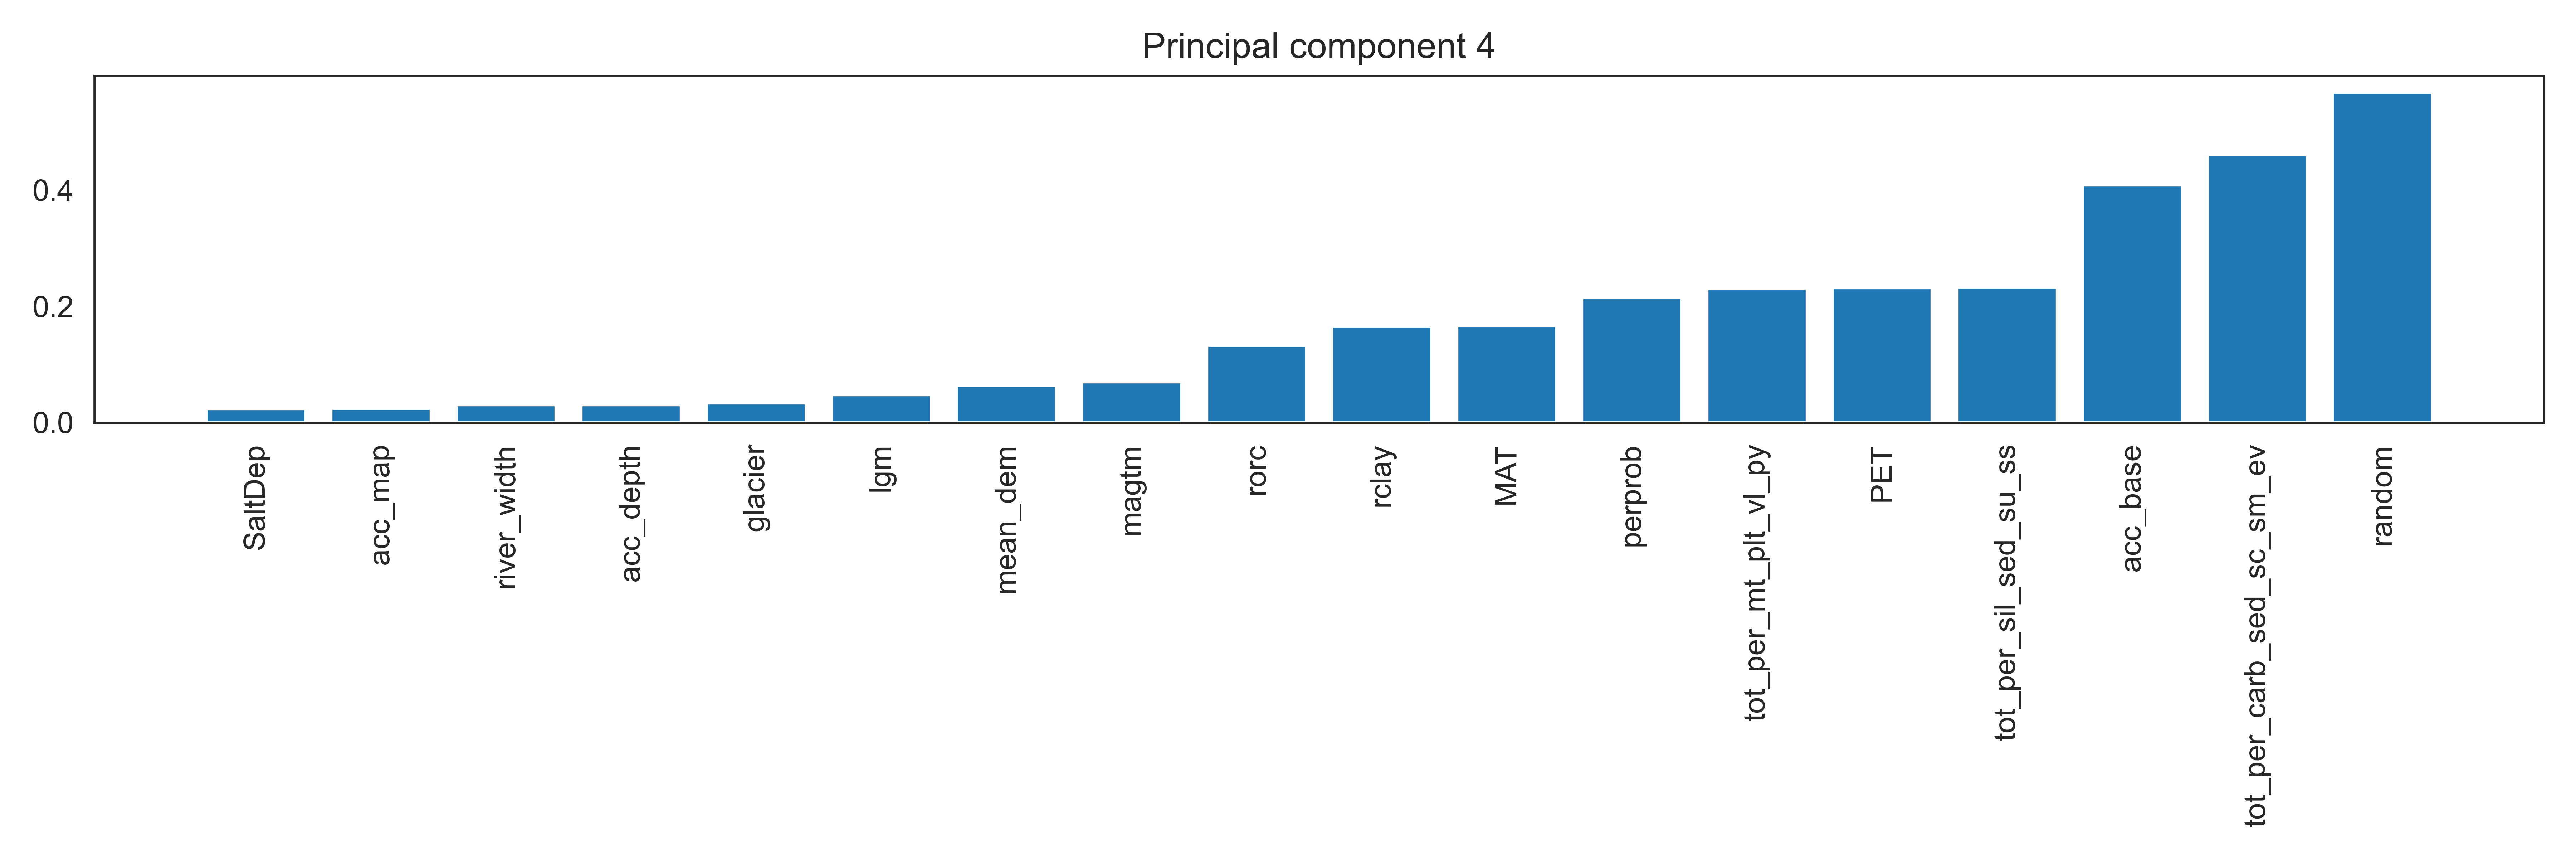 Principal component 4
0.4
0.2
0.0
SaltDep
acc_map
river_width
acc_depth
glacier
lgm
mean_dem
magtm
rorc
rclay
MAT
perprob
tot_per_mt_plt_vl_py
PET
tot_per_sil_sed_su_ss
acc_base
tot_per_carb_sed_sc_sm_ev
random